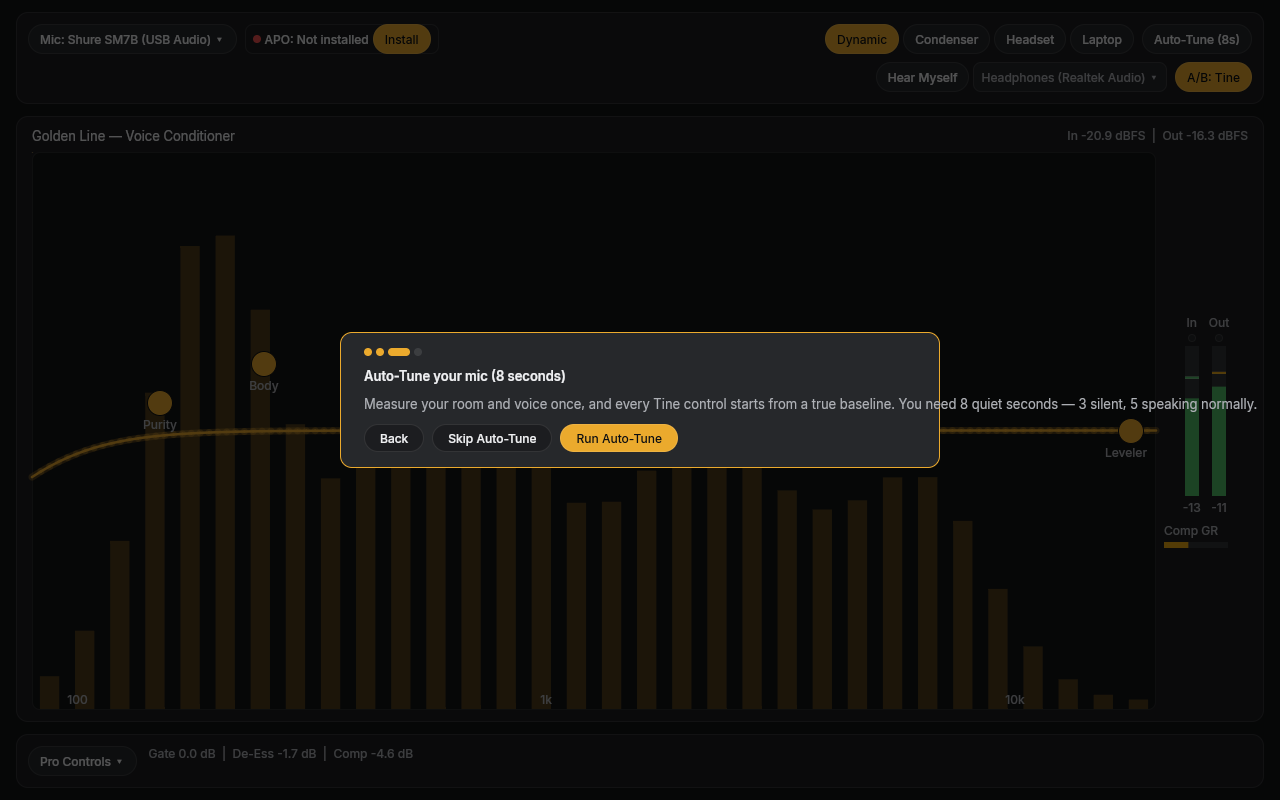 Mic: Shure SM7B (USB Audio) ▾
APO: Not installed
Install
Dynamic
Condenser
Headset
Laptop
Auto-Tune (8s)
Hear Myself
Headphones (Realtek Audio) ▾
A/B: Tine
Golden Line — Voice Conditioner
In -20.9 dBFS | Out -16.3 dBFS
In
Out
Body
Purity
Auto-Tune your mic (8 seconds)
Measure your room and voice once, and every Tine control starts from a true baseline. You need 8 quiet seconds — 3 silent, 5 speaking normally.
Back
Skip Auto-Tune
Run Auto-Tune
Leveler
-13
-11
Comp GR
100
1k
10k
Pro Controls ▾
Gate 0.0 dB | De-Ess -1.7 dB | Comp -4.6 dB